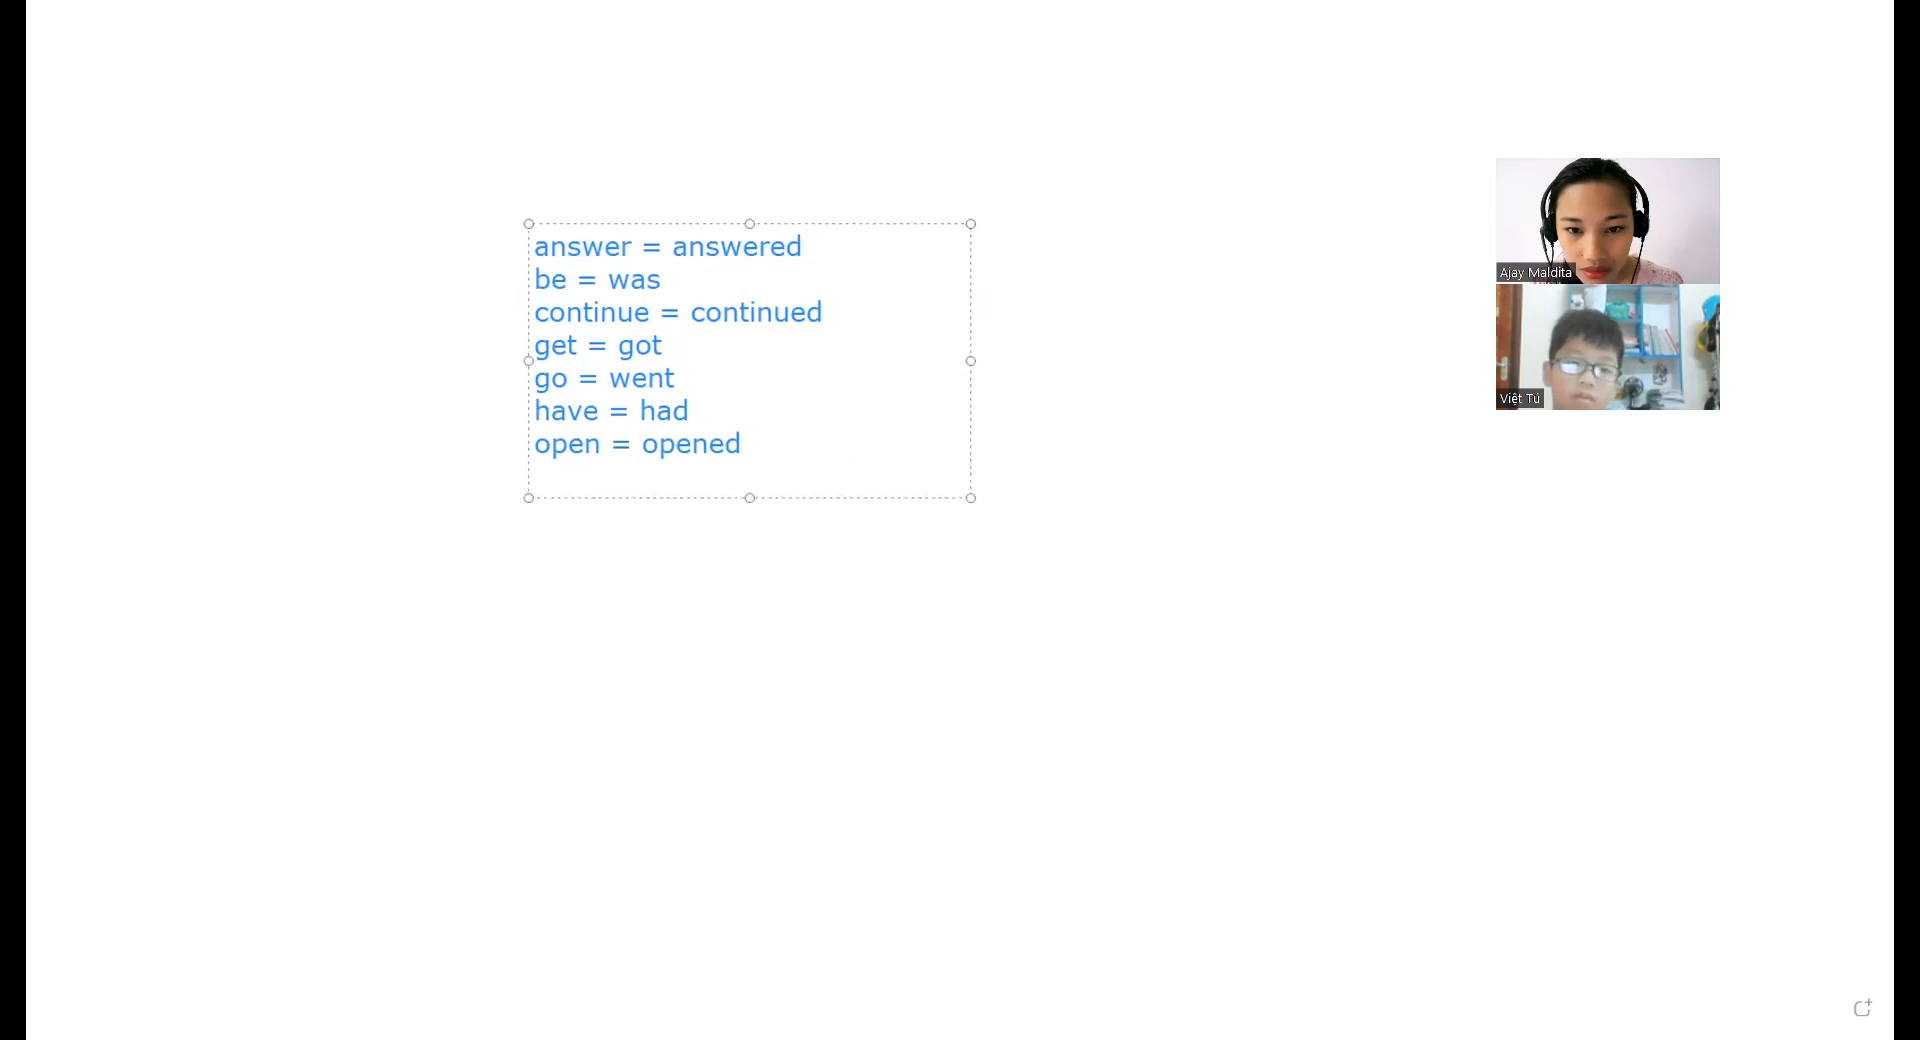 answer = answered
be = was
continue = continued
get = got
go = went
have = had
open = opened
Ajay Maldita
Việt Tú